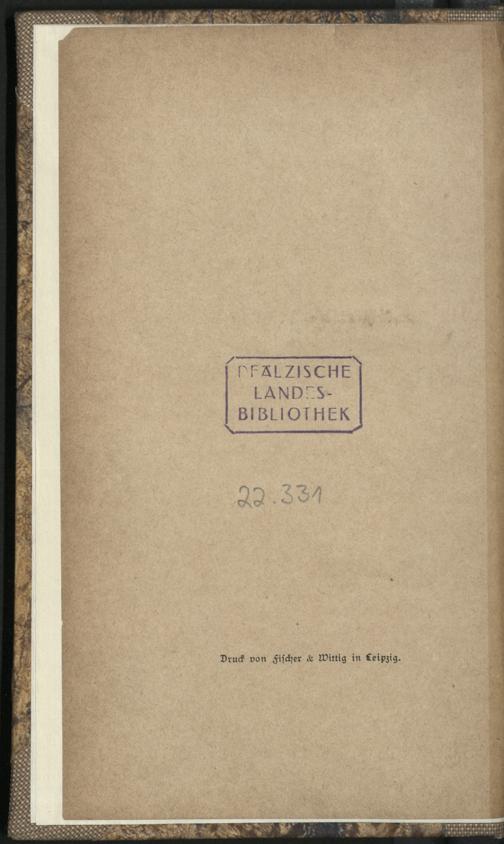 PFÄLZISCHE
LANDES-
BIBLIOTHEK
22.331
Druck von Fischer & Wittig in Leipzig.